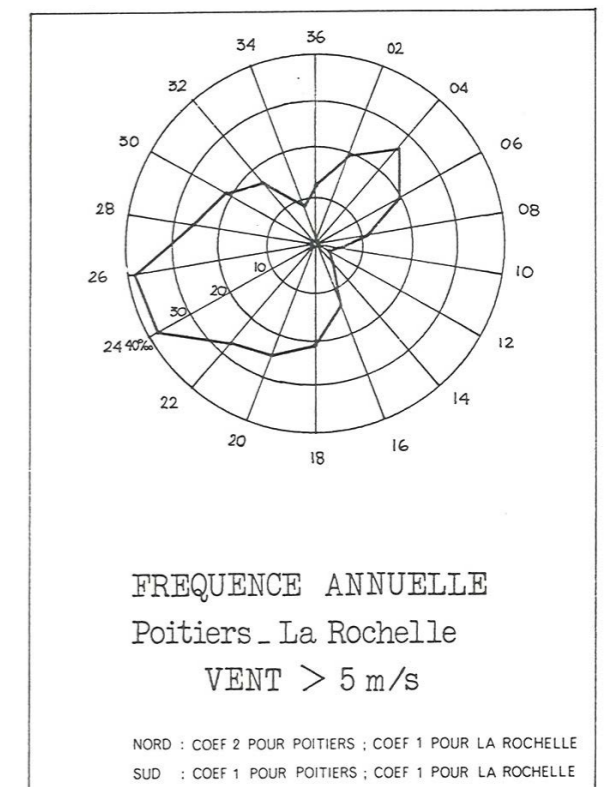 36
34 02
32 04
30 06
28 08
26 10
10
20
30
24 40‰ 12
22 14
20 16
18
FREQUENCE ANNUELLE
Poitiers _ La Rochelle
VENT > 5 m/s
NORD : COEF 2 POUR POITIERS ; COEF 1 POUR LA ROCHELLE
SUD : COEF 1 POUR POITIERS ; COEF 1 POUR LA ROCHELLE